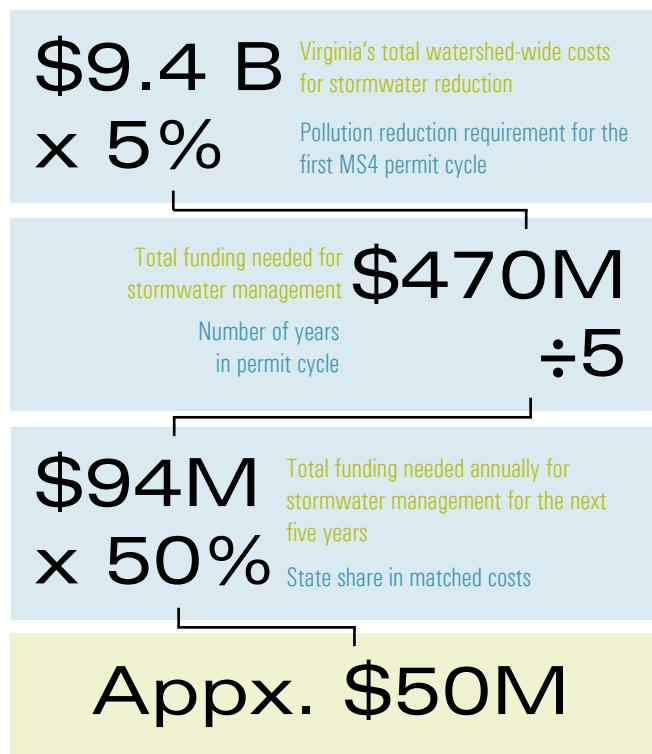 $9.4 B
Virginia's total watershed-wide costs
for stormwater reduction
x 5%
Pollution reduction requirement for the
first MS4 permit cycle
Total funding needed for
stormwater management
$470M
Number of years
in permit cycle
÷5
$94M
Total funding needed annually for
stormwater management for the next
five years
x 50%
State share in matched costs
Appx. $50M